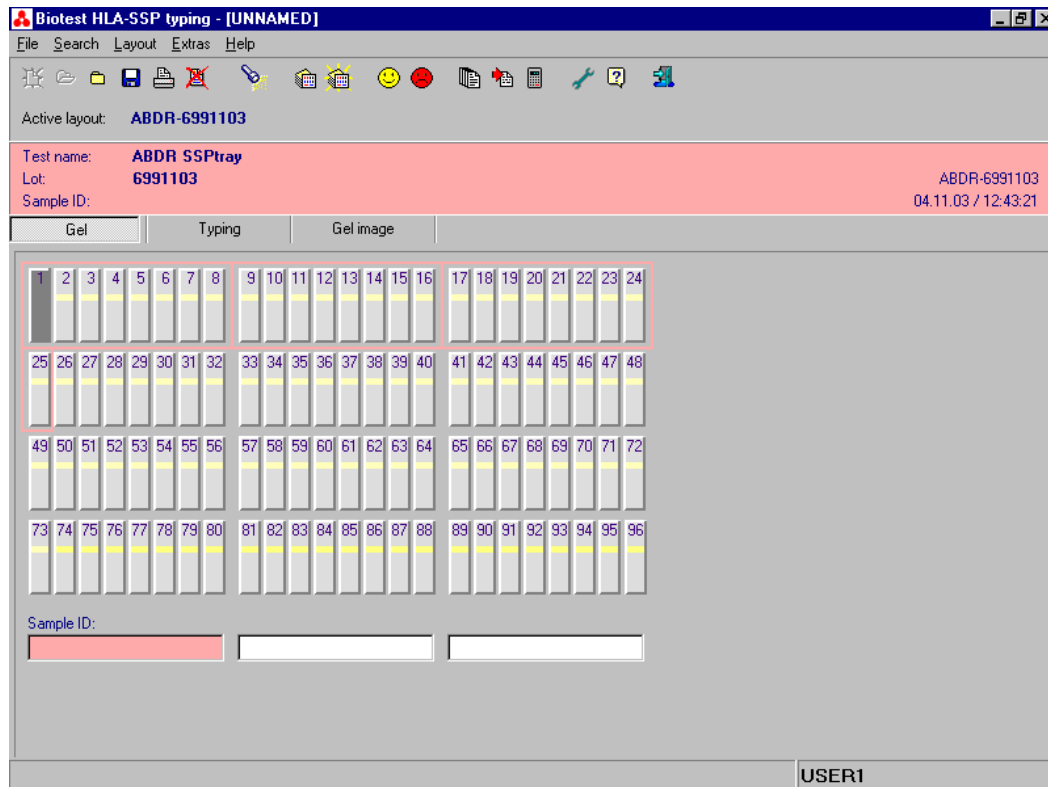 Biotest HLA-SSP typing - [UNNAMED]
File Search Layout Extras Help
Active layout: ABDR-6991103
Test name: ABDR SSPtray
Lot: 6991103 ABDR-6991103
Sample ID: 04.11.03 / 12:43:21
Gel Typing Gel image
1 2 3 4 5 6 7 8 9 10 11 12 13 14 15 16 17 18 19 20 21 22 23 24
25 26 27 28 29 30 31 32 33 34 35 36 37 38 39 40 41 42 43 44 45 46 47 48
49 50 51 52 53 54 55 56 57 58 59 60 61 62 63 64 65 66 67 68 69 70 71 72
73 74 75 76 77 78 79 80 81 82 83 84 85 86 87 88 89 90 91 92 93 94 95 96
Sample ID:
USER1